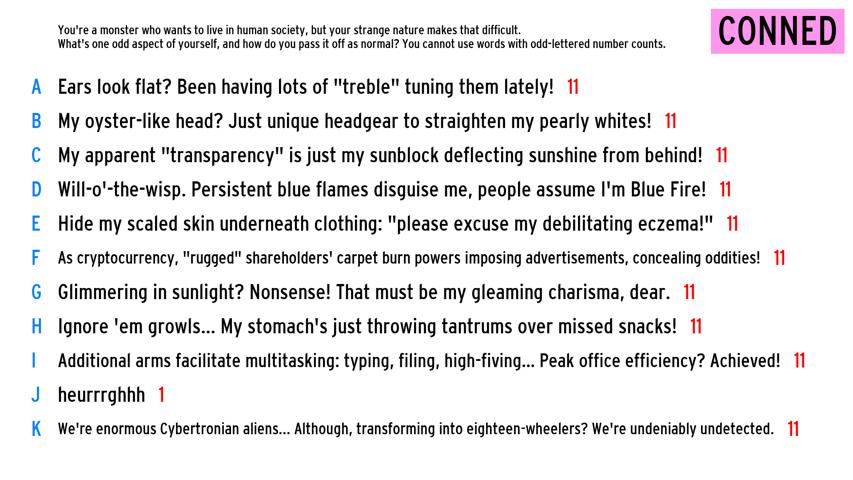 You're a monster who wants to live in human society, but your strange nature makes that difficult.
What's one odd aspect of yourself, and how do you pass it off as normal? You cannot use words with odd-lettered number counts.
CONNED
A Ears look flat? Been having lots of "treble" tuning them lately! 11
B My oyster-like head? Just unique headgear to straighten my pearly whites! 11
C My apparent "transparency" is just my sunblock deflecting sunshine from behind! 11
D Will-o'-the-wisp. Persistent blue flames disguise me, people assume I'm Blue Fire! 11
E Hide my scaled skin underneath clothing: "please excuse my debilitating eczema!" 11
F As cryptocurrency, "rugged" shareholders' carpet burn powers imposing advertisements, concealing oddities! 11
G Glimmering in sunlight? Nonsense! That must be my gleaming charisma, dear. 11
H Ignore 'em growls... My stomach's just throwing tantrums over missed snacks! 11
I Additional arms facilitate multitasking: typing, filing, high-fiving... Peak office efficiency? Achieved! 11
J heurrrghhh 1
K We're enormous Cybertronian aliens... Although, transforming into eighteen-wheelers? We're undeniably undetected. 11